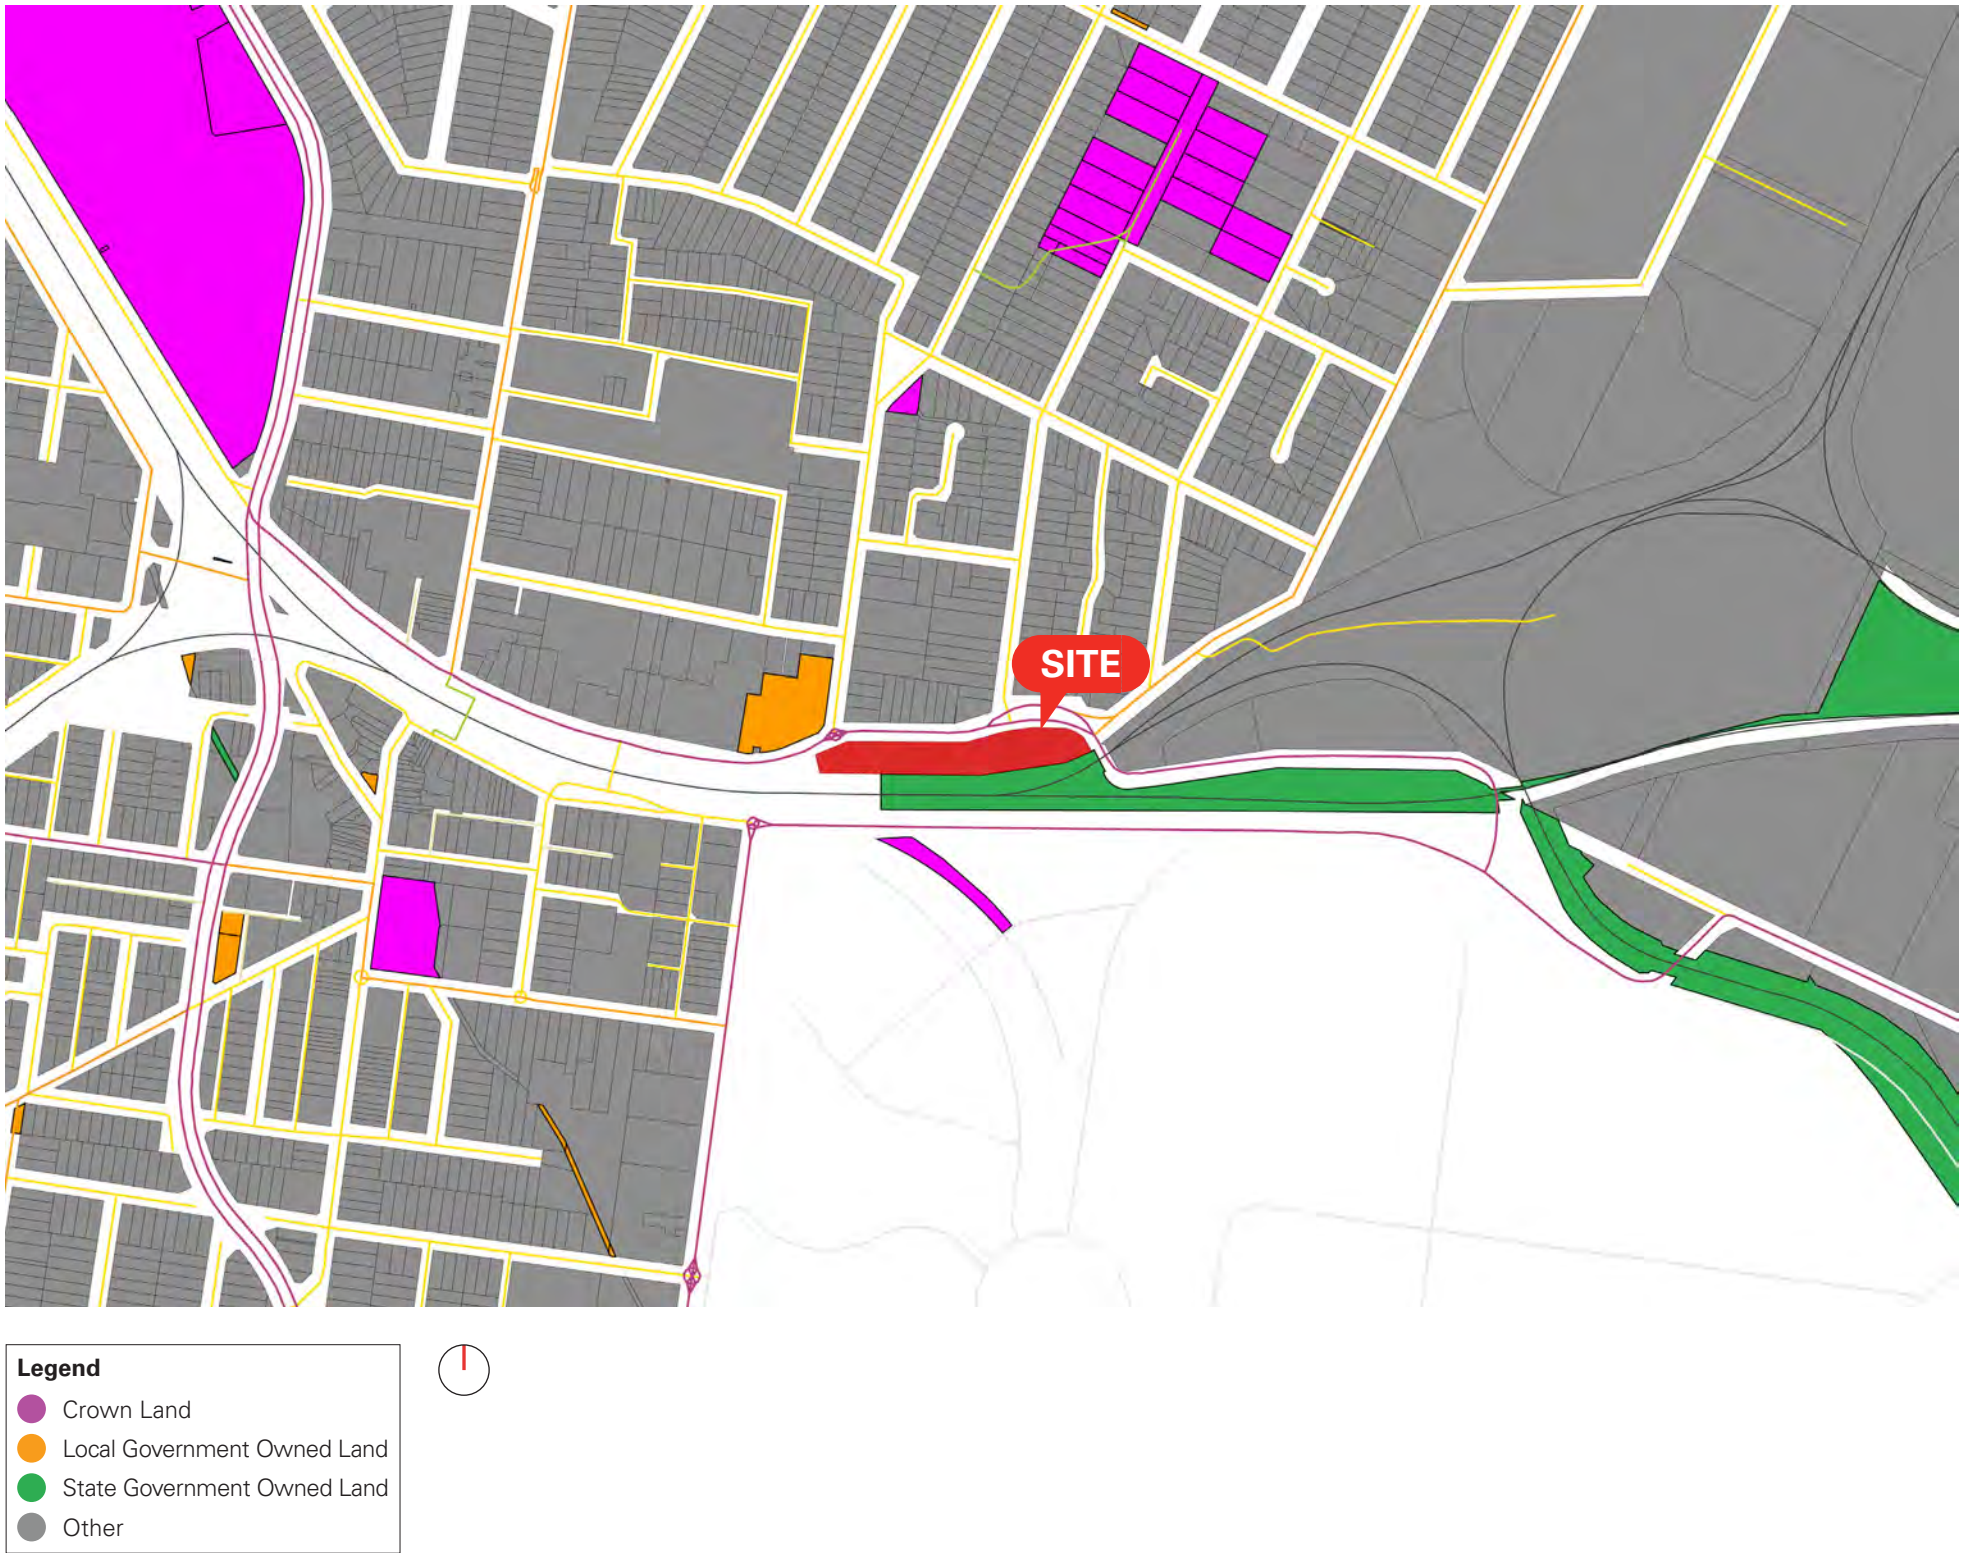 SITE
Legend
Crown Land
Local Government Owned Land
State Government Owned Land
Other